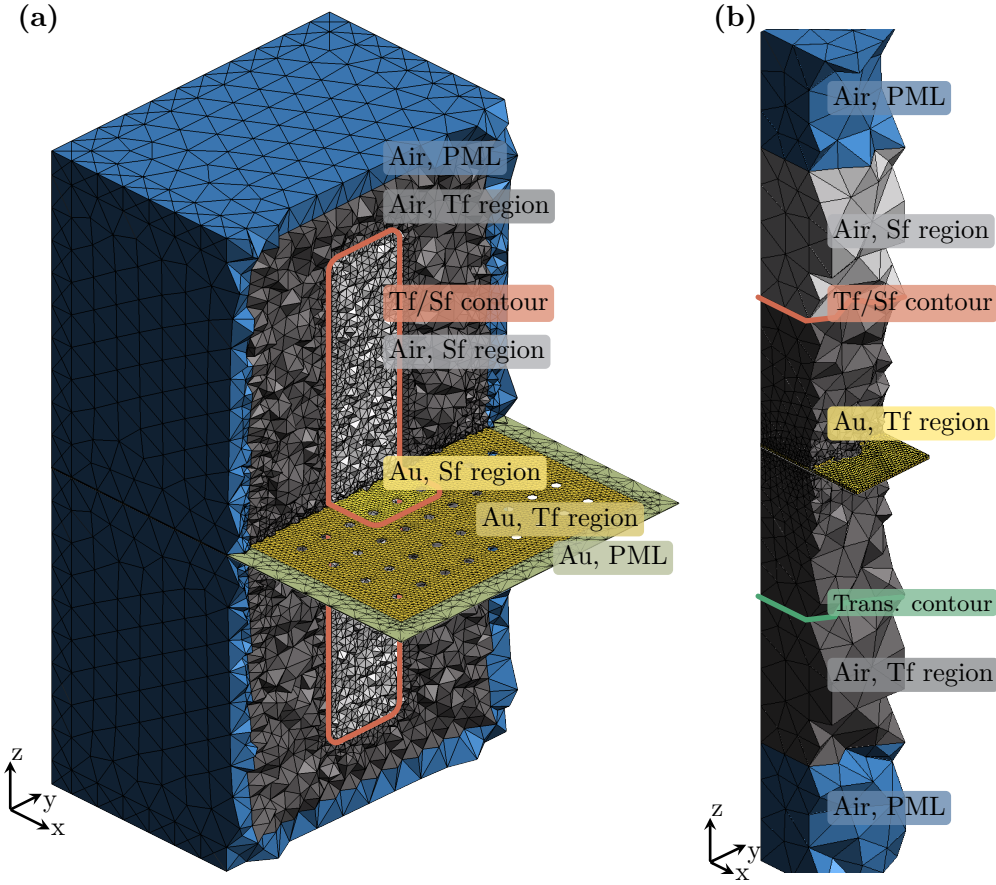 (a)
Air, PML
Air, Tf region
Tf/Sf contour
Air, Sf region
Au, Sf region
Au, Tf region
Au, PML
z
y
x
(b)
Air, PML
Air, Sf region
Tf/Sf contour
Au, Tf region
Trans. contour
Air, Tf region
Air, PML
z
y
x